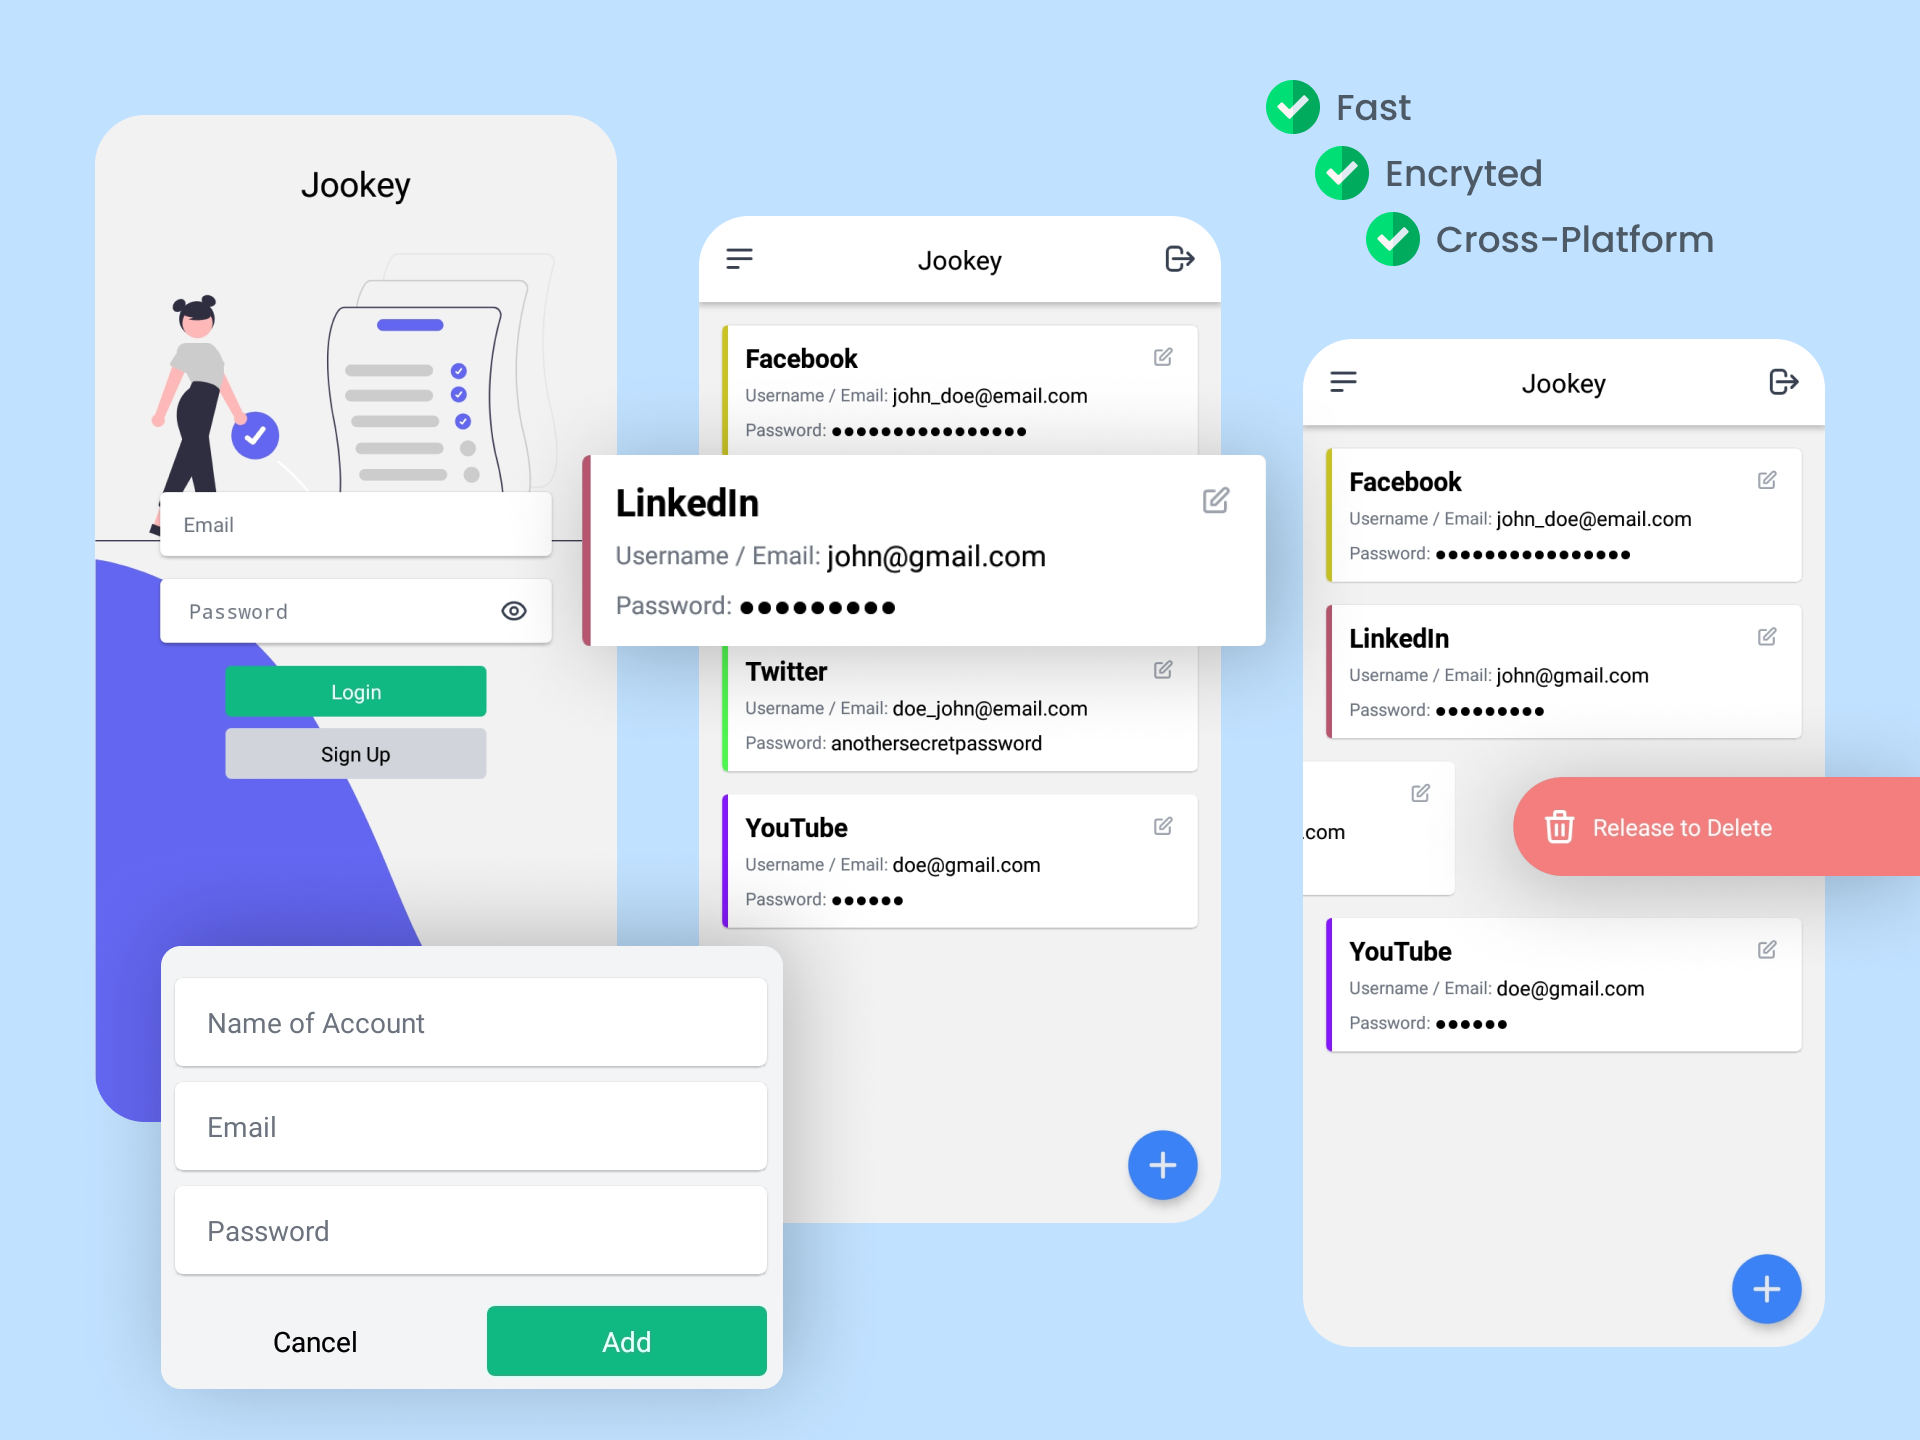 Fast
Encryted
Cross-Platform
Jookey
Email
Password
Login
Sign Up
Name of Account
Email
Password
Cancel
Add
Jookey
Facebook
Username / Email: john_doe@email.com
Password: ●●●●●●●●●●●●●●●●
LinkedIn
Username / Email: john@gmail.com
Password: ●●●●●●●●●
Twitter
Username / Email: doe_john@email.com
Password: anothersecretpassword
YouTube
Username / Email: doe@gmail.com
Password: ●●●●●●
Jookey
Facebook
Username / Email: john_doe@email.com
Password: ●●●●●●●●●●●●●●●●
LinkedIn
Username / Email: john@gmail.com
Password: ●●●●●●●●●
.com
Release to Delete
YouTube
Username / Email: doe@gmail.com
Password: ●●●●●●